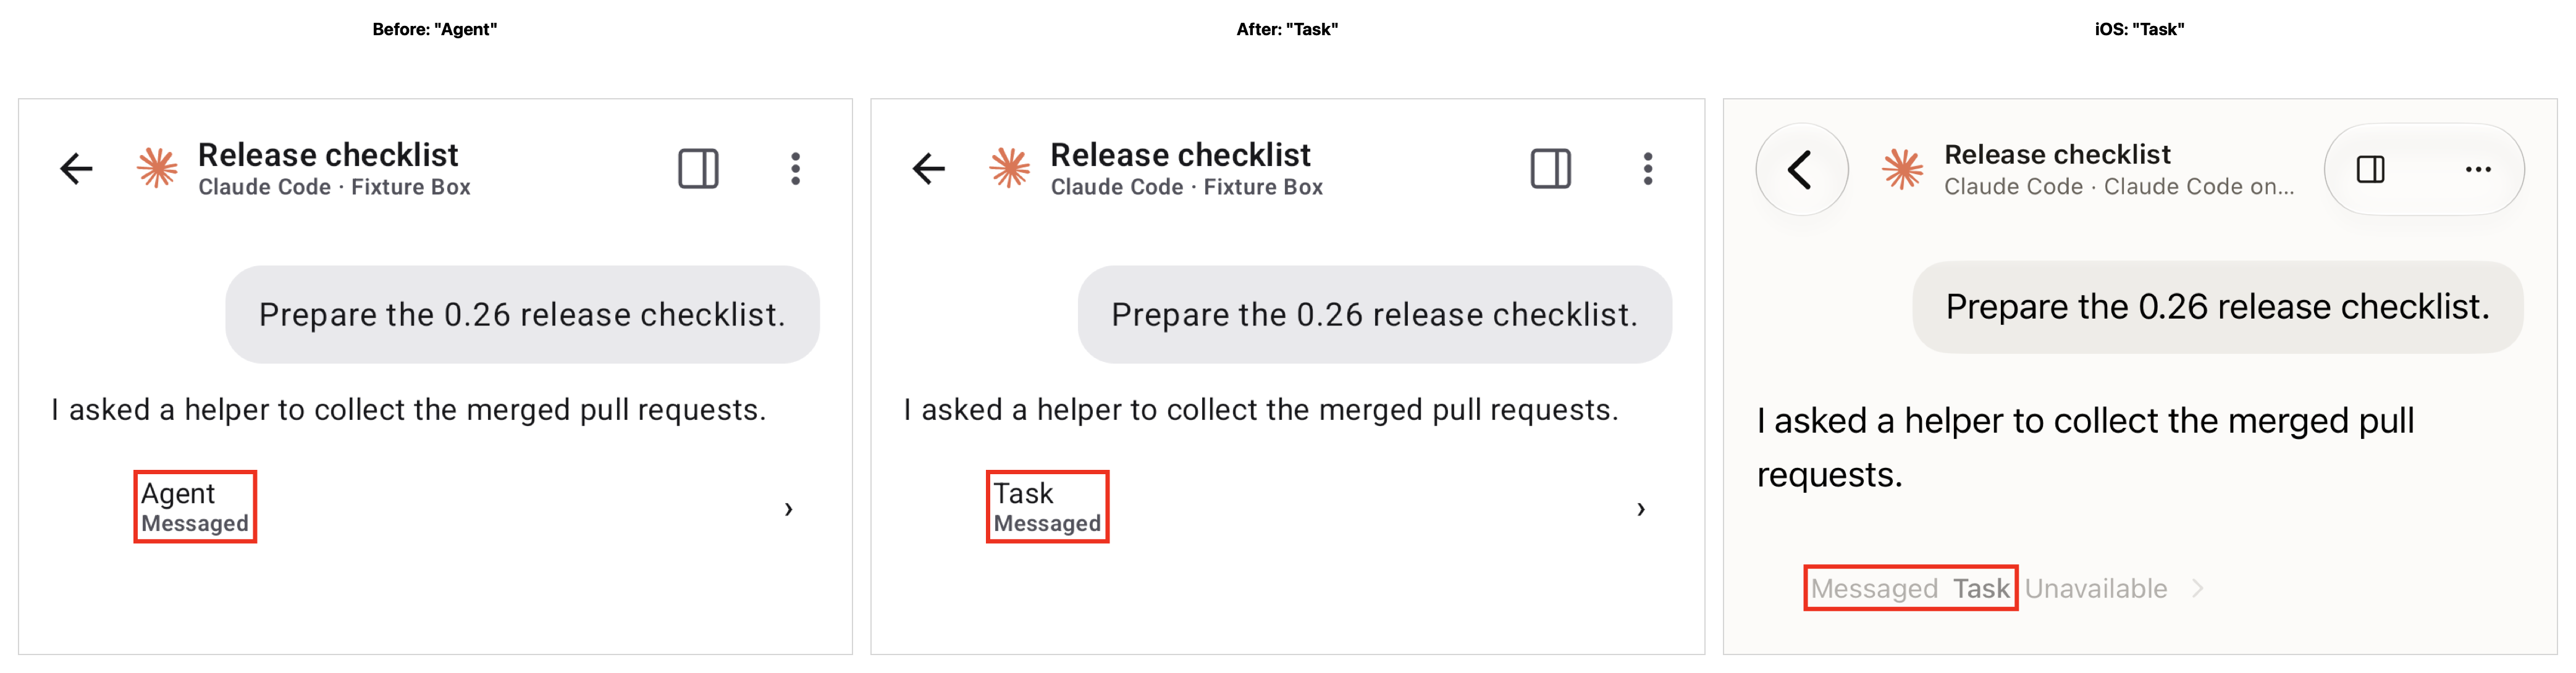 Before: "Agent"
Release checklist
Claude Code · Fixture Box
Prepare the 0.26 release checklist.
I asked a helper to collect the merged pull requests.
Agent
Messaged
After: "Task"
Release checklist
Claude Code · Fixture Box
Prepare the 0.26 release checklist.
I asked a helper to collect the merged pull requests.
Task
Messaged
iOS: "Task"
Release checklist
Claude Code · Claude Code on...
Prepare the 0.26 release checklist.
I asked a helper to collect the merged pull
requests.
Messaged Task Unavailable